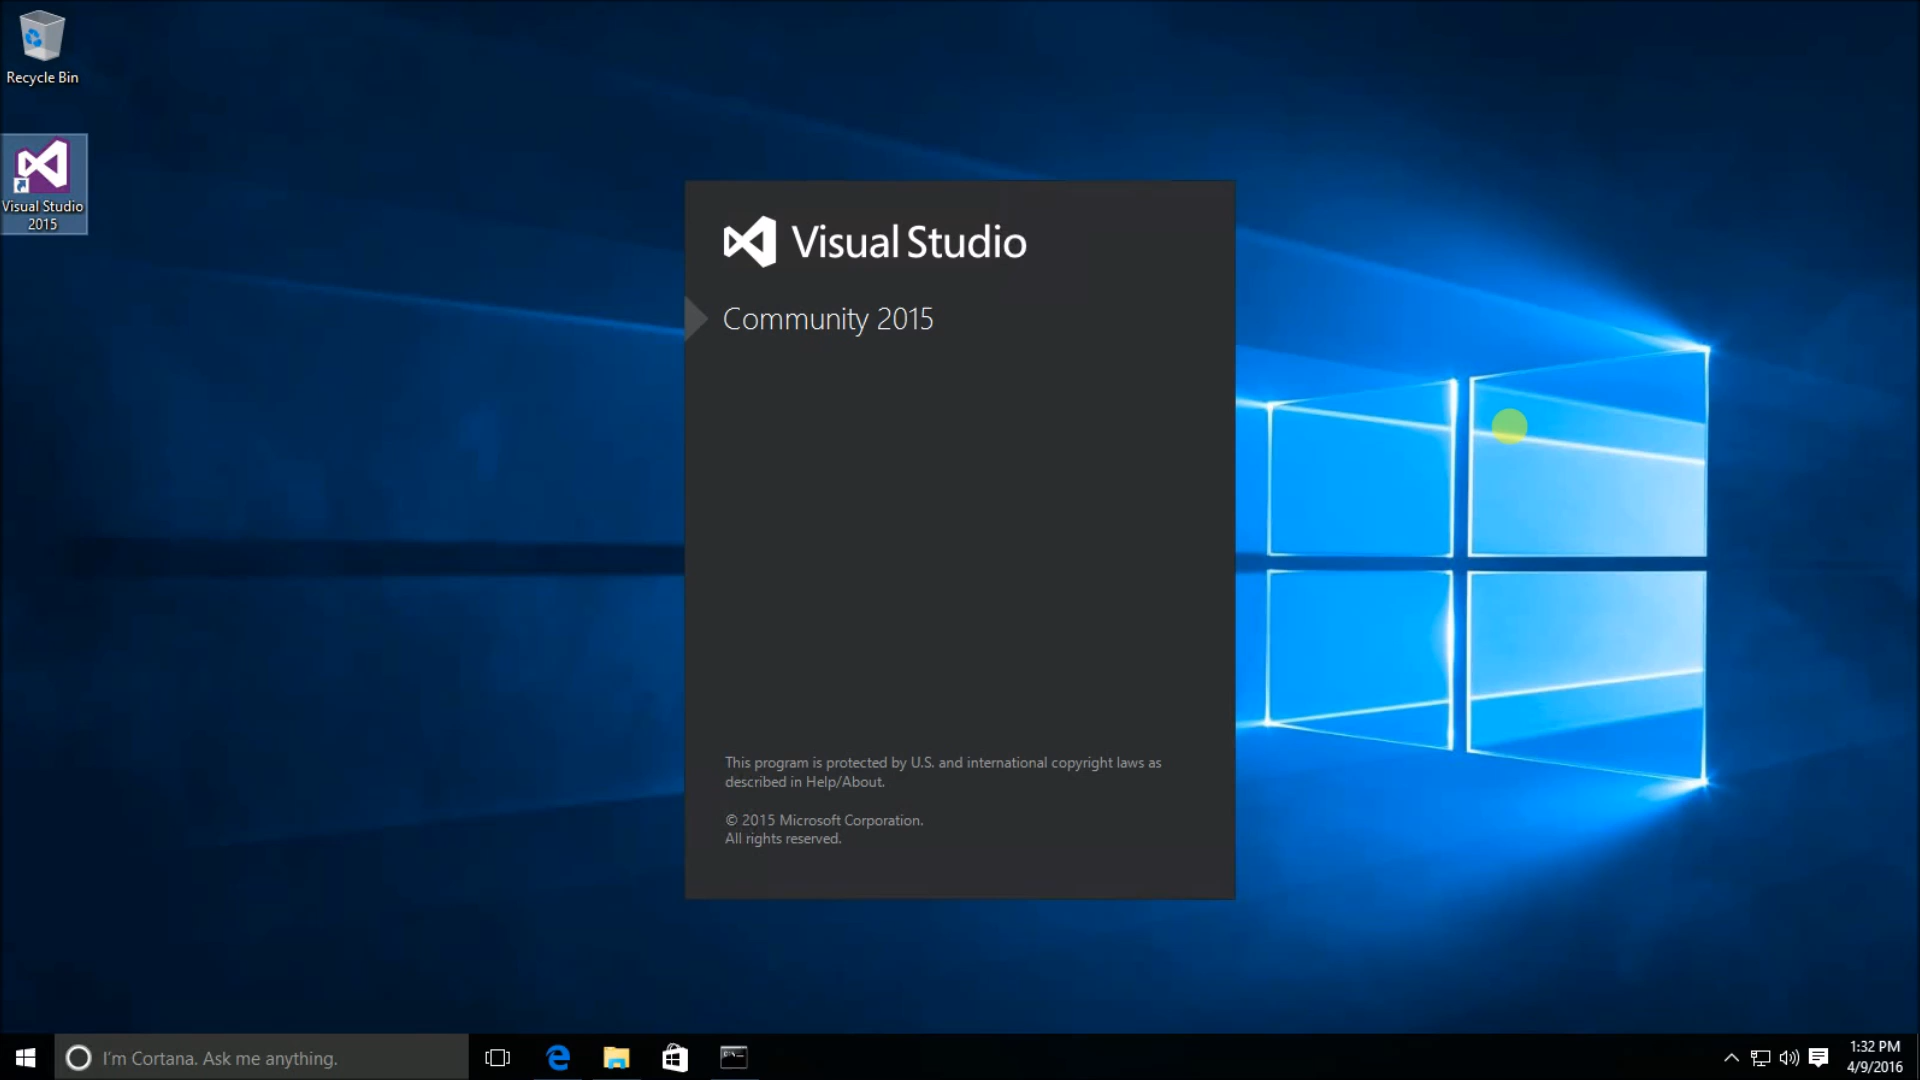 Recycle Bin
Visual Studio
2015
Visual Studio
Community 2015
This program is protected by U.S. and international copyright laws as
described in Help/About.
© 2015 Microsoft Corporation.
All rights reserved.
I'm Cortana. Ask me anything.
1:32 PM
4/9/2016